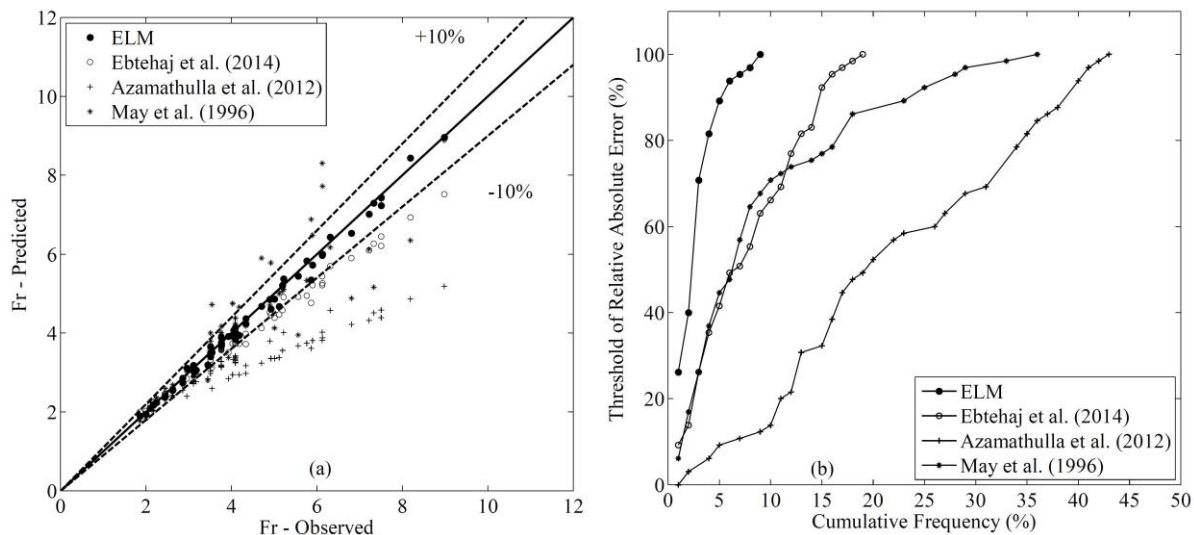 12
10
8
6
4
2
0
Fr - Predicted
ELM
Ebtehaj et al. (2014)
Azamathulla et al. (2012)
May et al. (1996)
+10%
-10%
(a)
0 2 4 6 8 10 12
Fr - Observed
110
100
80
60
40
20
0
Threshold of Relative Absolute Error (%)
ELM
Ebtehaj et al. (2014)
Azamathulla et al. (2012)
May et al. (1996)
(b)
0 5 10 15 20 25 30 35 40 45 50
Cumulative Frequency (%)